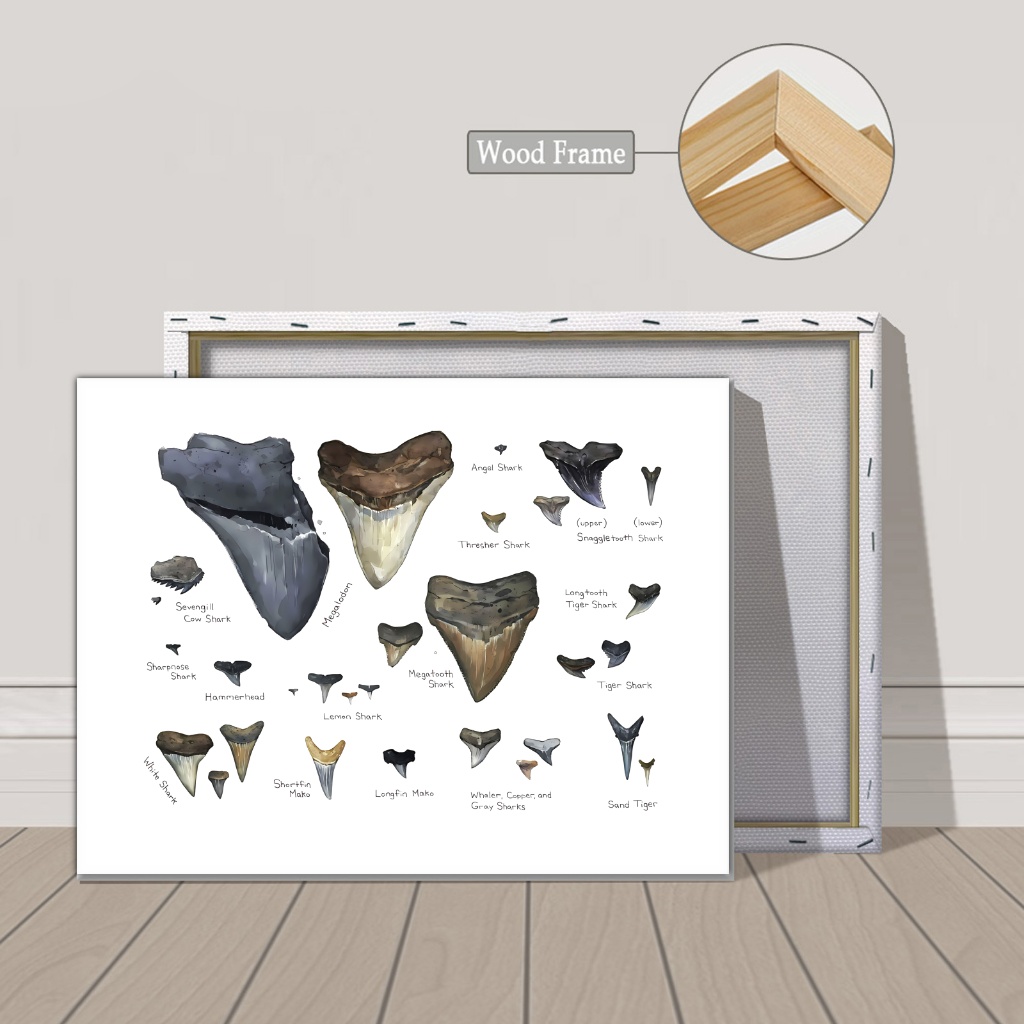 Wood Frame
Angel Shark
Thresher Shark
(upper) (lower)
Snaggletooth Shark
Megalodon
Sevengill
Cow Shark
Longtooth
Tiger Shark
Sharpnose
Shark
Hammerhead
Megatooth
Shark
Tiger Shark
Lemon Shark
White Shark
Shortfin
Mako
Longfin Mako
Whaler, Copper, and
Gray Sharks
Sand Tiger